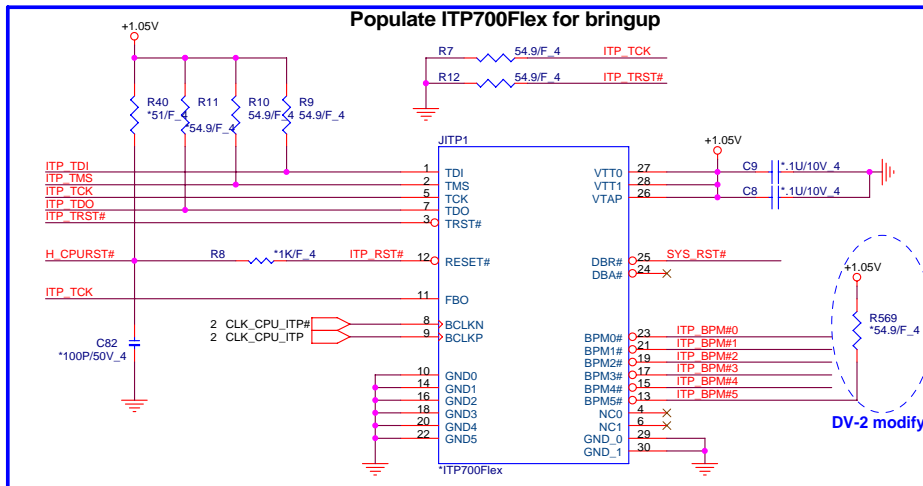 Populate ITP700Flex for bringup
+1.05V
R7 54.9/F_4 ITP_TCK
R12 54.9/F_4 ITP_TRST#
R40 R11 R10 R9
*51/F_4 *54.9/F_4 54.9/F_4 54.9/F_4
JITP1
+1.05V
ITP_TDI 1 TDI VTT0 27 C9 *.1U/10V_4
ITP_TMS 2 TMS VTT1 28
ITP_TCK 5 TCK VTAP 26 C8 *.1U/10V_4
ITP_TDO 7 TDO
ITP_TRST# 3 TRST#
H_CPURST# R8 *1K/F_4 ITP_RST# 12 RESET# DBR# 25 SYS_RST#
DBA# 24
+1.05V
ITP_TCK 11 FBO
R569
*54.9/F_4
2 CLK_CPU_ITP# 8 BCLKN
2 CLK_CPU_ITP 9 BCLKP
BPM0# 23 ITP_BPM#0
BPM1# 21 ITP_BPM#1
BPM2# 19 ITP_BPM#2
BPM3# 17 ITP_BPM#3
BPM4# 15 ITP_BPM#4
BPM5# 13 ITP_BPM#5
C82
*100P/50V_4
10 GND0
14 GND1
16 GND2
18 GND3
20 GND4
22 GND5
NC0 4
NC1 6
GND_0 29
GND_1 30
DV-2 modify
*ITP700Flex